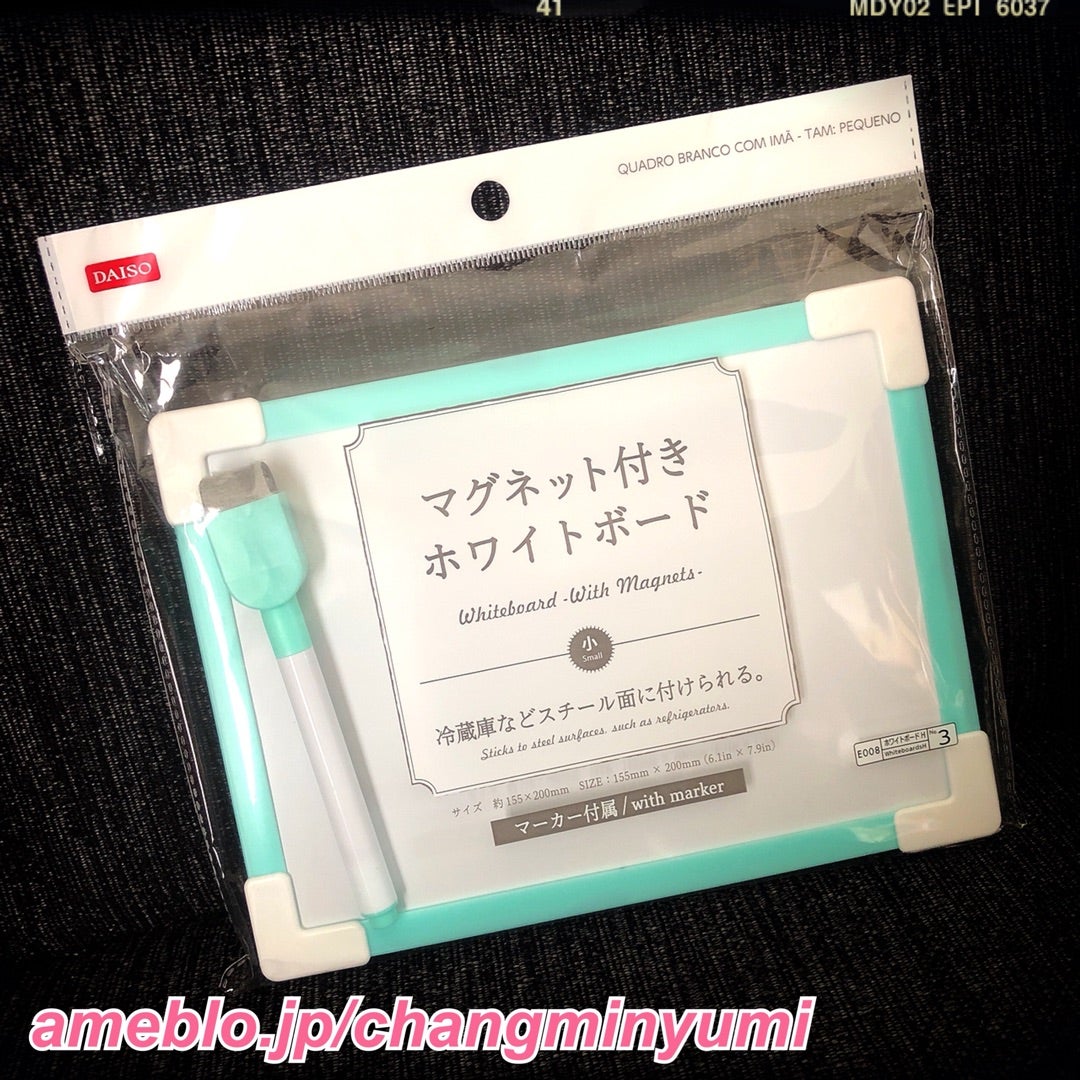 41
MDY02 EPI 6037
QUADRO BRANCO COM IMÃ - TAM: PEQUENO
DAISO
マグネット付き
ホワイトボード
Whiteboard -With Magnets-
小
Small
冷蔵庫などスチール面に付けられる。
Sticks to steel surfaces, such as refrigerators.
サイズ 約155×200mm SIZE：155mm × 200mm (6.1in × 7.9in)
マーカー付属 / with marker
E008 ホワイトボードH No.3
WhiteboardsH
ameblo.jp/changminyumi